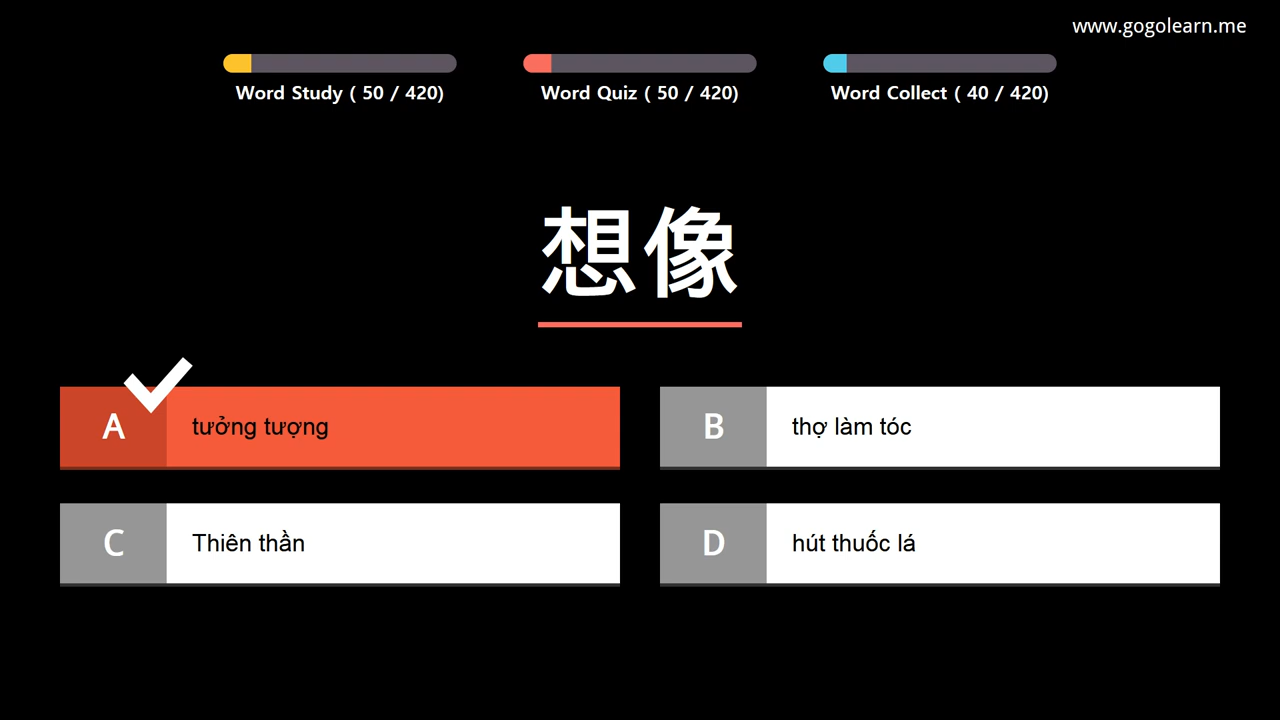 www.gogolearn.me
Word Study ( 50 / 420)
Word Quiz ( 50 / 420)
Word Collect ( 40 / 420)
想像
A
tưởng tượng
B
thợ làm tóc
C
Thiên thần
D
hút thuốc lá